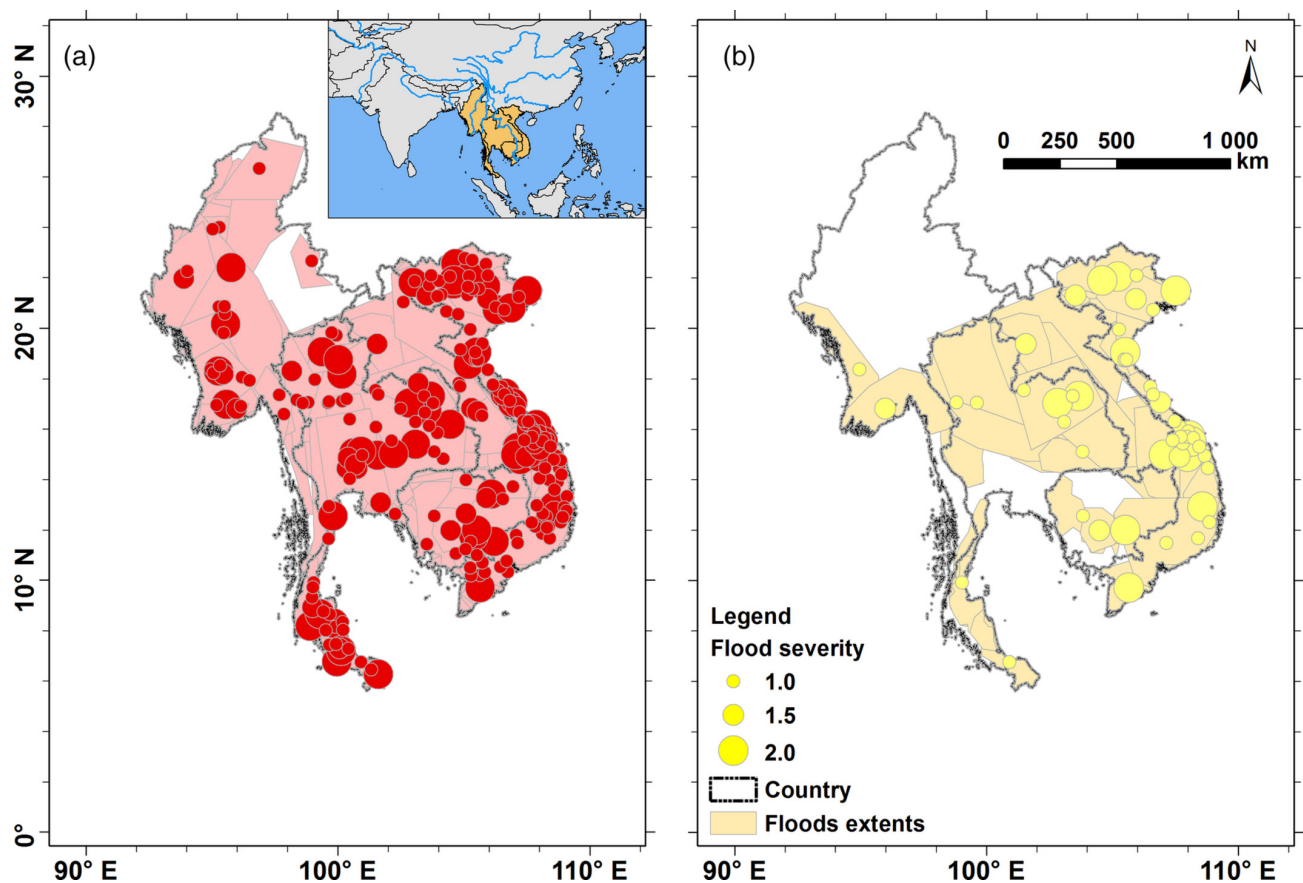 (a)
(b)
N
0 250 500 1 000
km
30° N
20° N
10° N
0°
Legend
Flood severity
1.0
1.5
2.0
Country
Floods extents
90° E 100° E 110° E
90° E 100° E 110° E